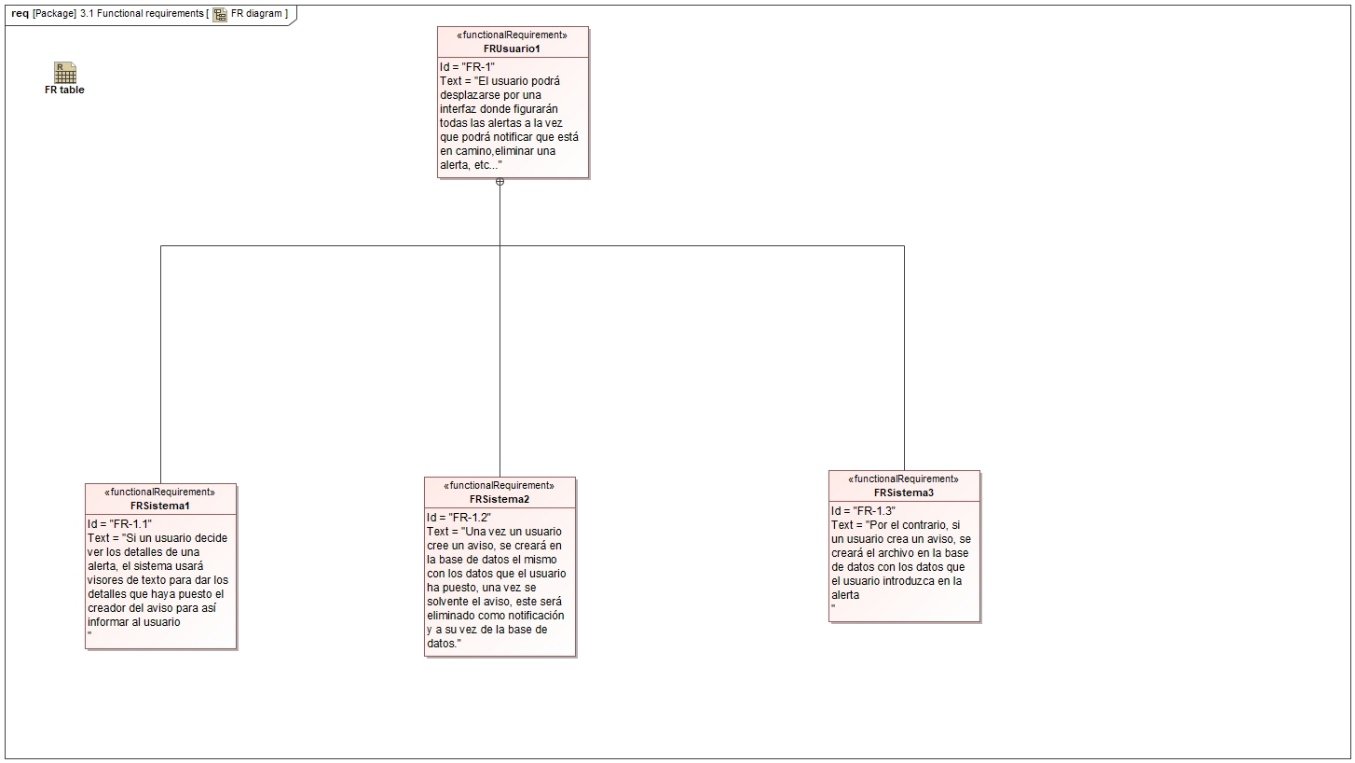 req [Package] 3.1 Functional requirements [ FR diagram ]
FR table
«functionalRequirement»
FRUsuario1
Id = "FR-1"
Text = "El usuario podrá
desplazarse por una
interfaz donde figurarán
todas las alertas a la vez
que podrá notificar que está
en camino,eliminar una
alerta, etc..."
«functionalRequirement»
FRSistema1
Id = "FR-1.1"
Text = "Si un usuario decide
ver los detalles de una
alerta, el sistema usará
visores de texto para dar los
detalles que haya puesto el
creador del aviso para así
informar al usuario
"
«functionalRequirement»
FRSistema2
Id = "FR-1.2"
Text = "Una vez un usuario
cree un aviso, se creará en
la base de datos el mismo
con los datos que el usuario
ha puesto, una vez se
solvente el aviso, este será
eliminado como notificación
y a su vez de la base de
datos."
«functionalRequirement»
FRSistema3
Id = "FR-1.3"
Text = "Por el contrario, si
un usuario crea un aviso, se
creará el archivo en la base
de datos con los datos que
el usuario introduzca en la
alerta
"